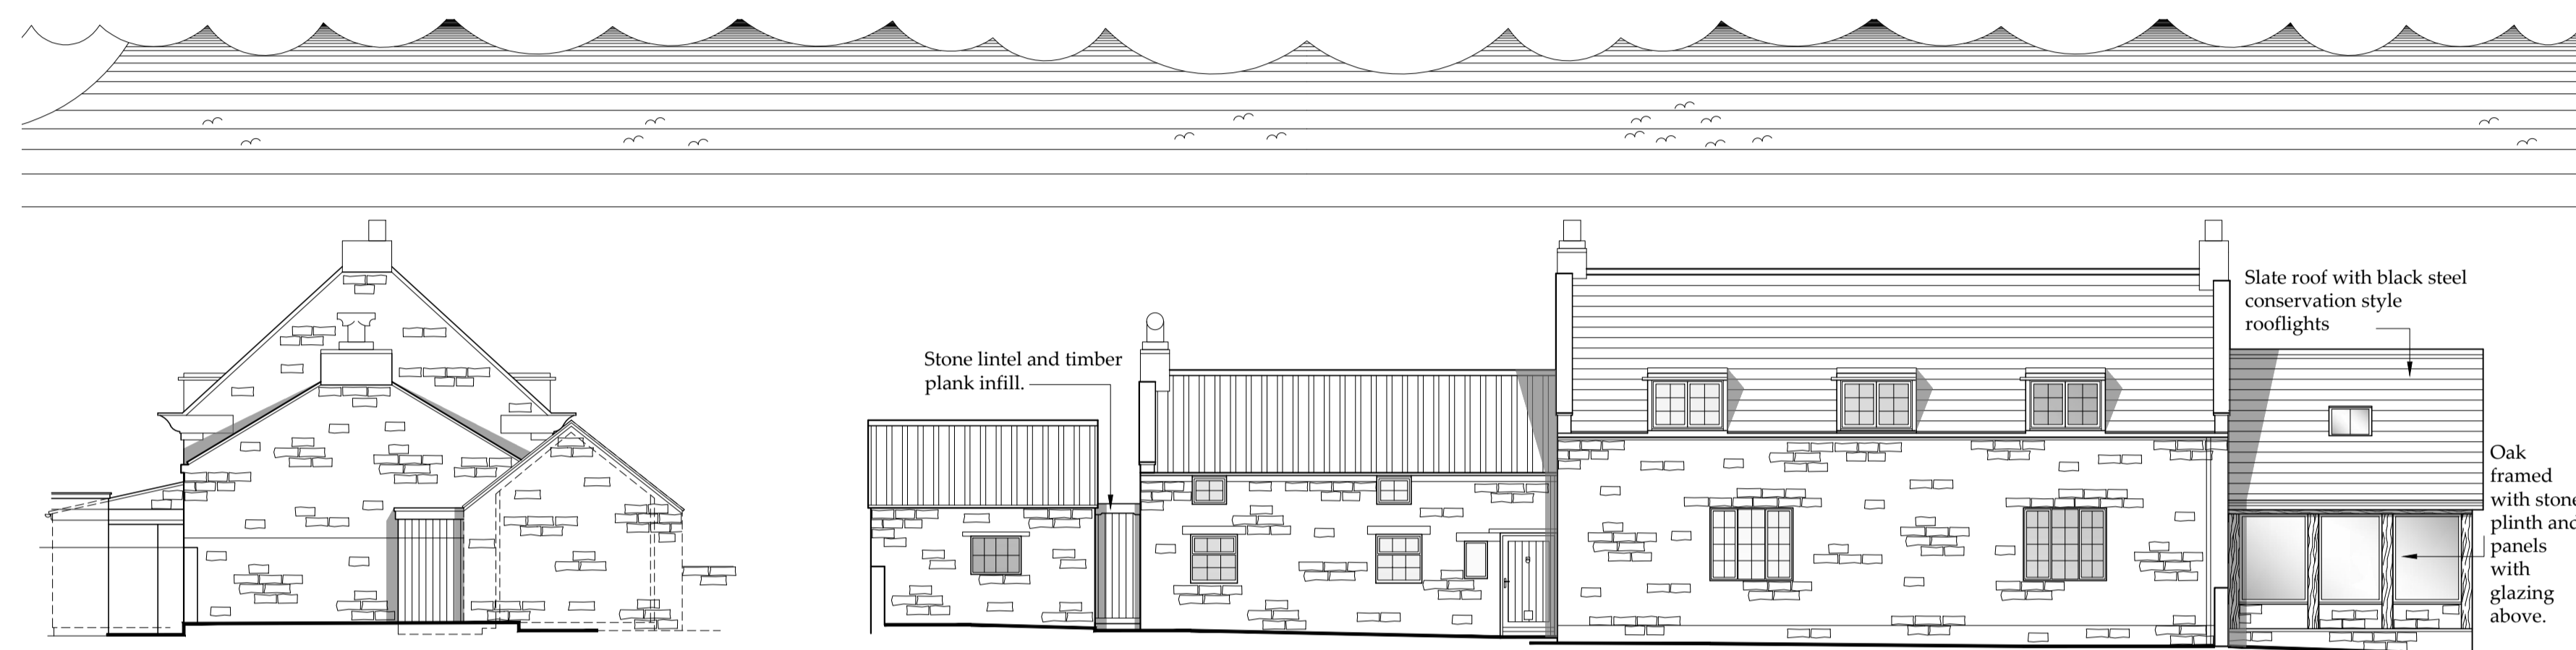 Stone lintel and timber
plank infill.
Slate roof with black steel
conservation style
rooflights
Oak
framed
with stone
plinth and
panels
with
glazing
above.